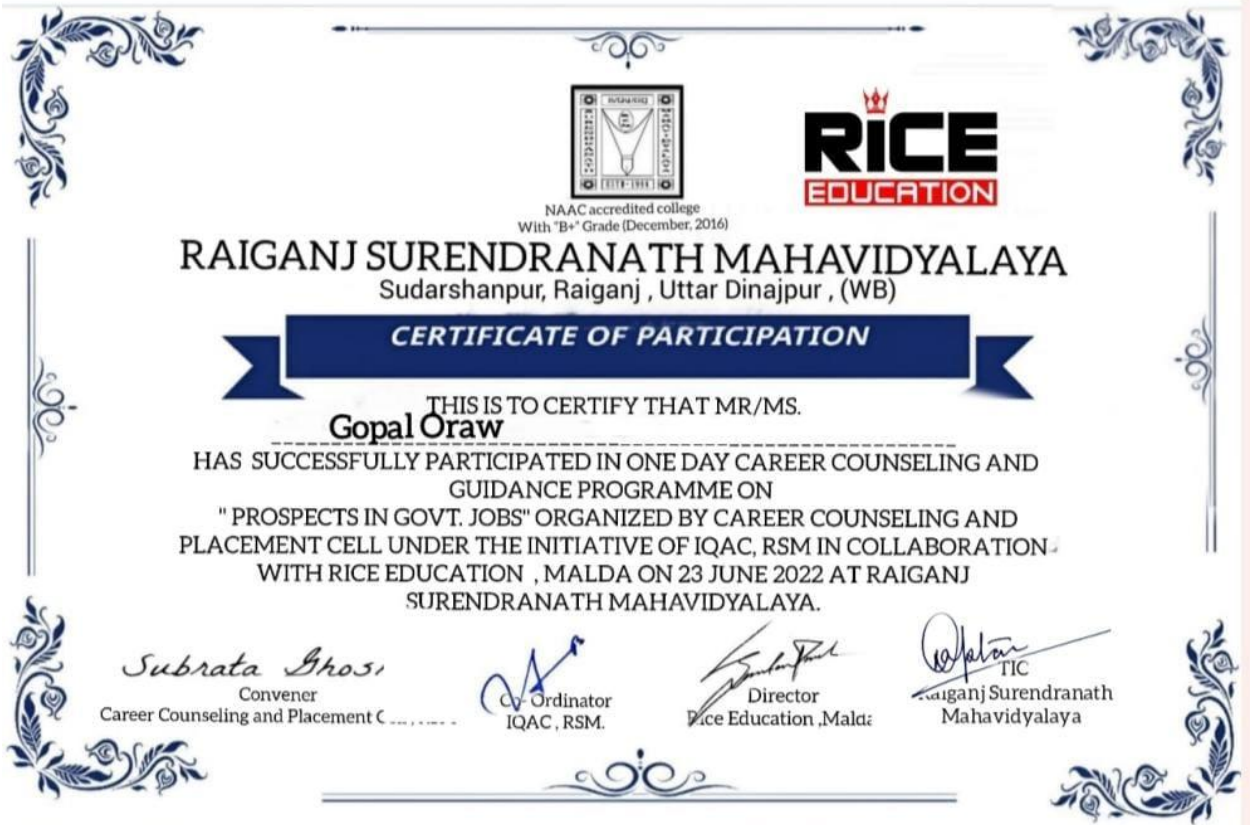 ESTD-1968
RiCE
EDUCATION
NAAC accredited college
With "B+" Grade (December, 2016)
RAIGANJ SURENDRANATH MAHAVIDYALAYA
Sudarshanpur, Raiganj , Uttar Dinajpur , (WB)
CERTIFICATE OF PARTICIPATION
THIS IS TO CERTIFY THAT MR/MS.
Gopal Oraw
HAS SUCCESSFULLY PARTICIPATED IN ONE DAY CAREER COUNSELING AND
GUIDANCE PROGRAMME ON
" PROSPECTS IN GOVT. JOBS" ORGANIZED BY CAREER COUNSELING AND
PLACEMENT CELL UNDER THE INITIATIVE OF IQAC, RSM IN COLLABORATION
WITH RICE EDUCATION , MALDA ON 23 JUNE 2022 AT RAIGANJ
SURENDRANATH MAHAVIDYALAYA.
Subrata
Convener
Career Counseling and Placement
Co- Ordinator
IQAC , RSM.
Director
Rice Education ,Malda
TIC
Raiganj Surendranath
Mahavidyalaya